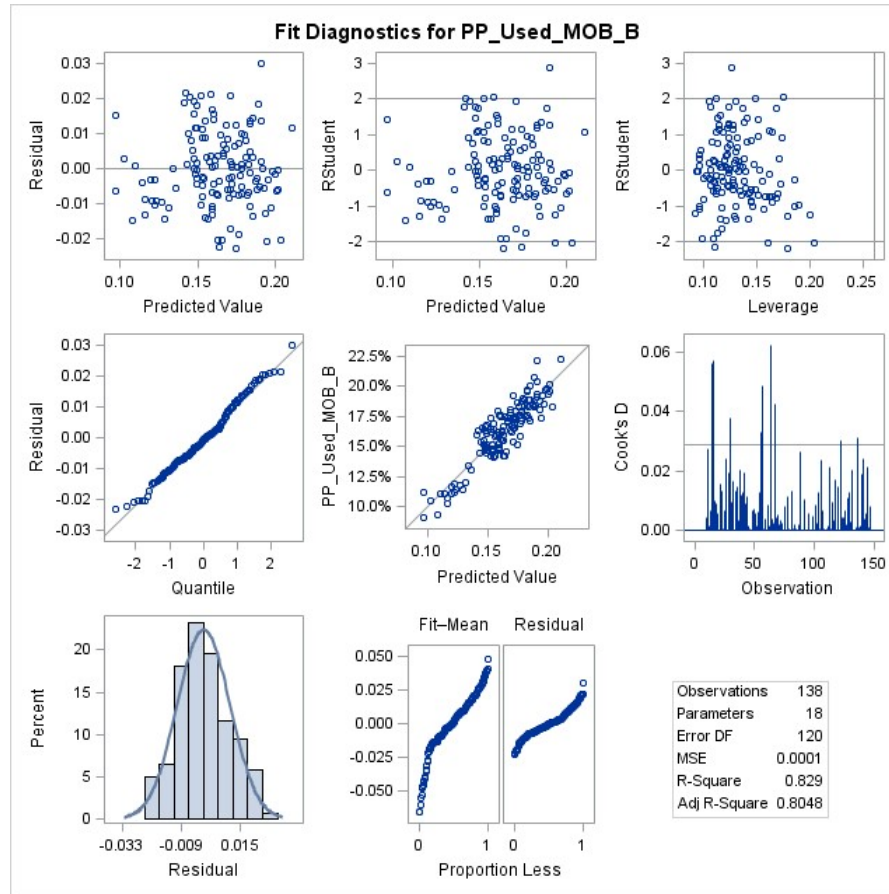 Fit Diagnostics for PP_Used_MOB_B
0.03
0.02
0.01
0.00
-0.01
-0.02
Residual
0.10 0.15 0.20
Predicted Value
3
2
1
0
-1
-2
RStudent
0.10 0.15 0.20
Predicted Value
3
2
1
0
-1
-2
RStudent
0.10 0.15 0.20 0.25
Leverage
0.03
0.02
0.01
0.00
-0.01
-0.02
-0.03
Residual
-2 -1 0 1 2
Quantile
22.5%
20.0%
17.5%
15.0%
12.5%
10.0%
PP_Used_MOB_B
0.10 0.15 0.20
Predicted Value
0.06
0.04
0.02
0.00
Cook's D
0 50 100 150
Observation
20
15
10
5
0
Percent
-0.033 -0.009 0.015
Residual
Fit–Mean Residual
0.050
0.025
0.000
-0.025
-0.050
0 1 0 1
Proportion Less
Observations 138
Parameters 18
Error DF 120
MSE 0.0001
R-Square 0.829
Adj R-Square 0.8048